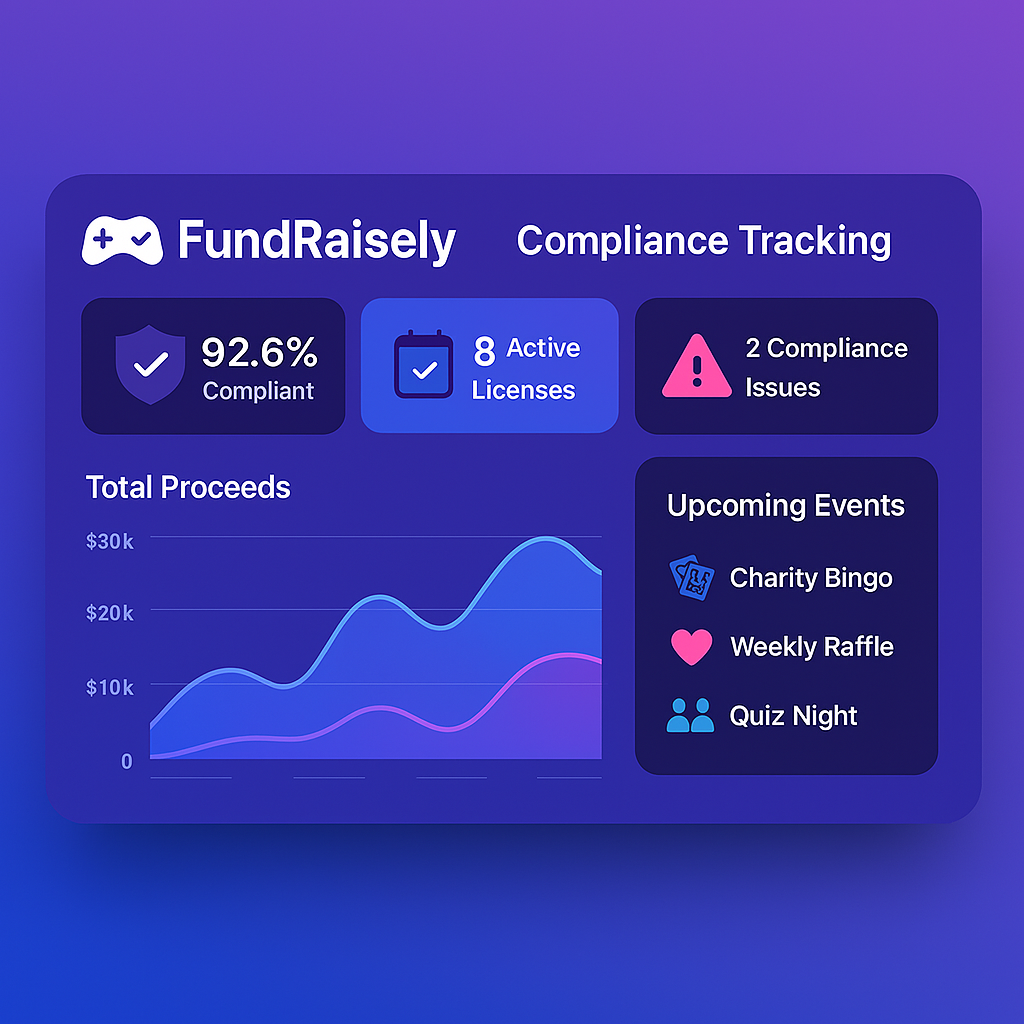 FundRaisely
Compliance Tracking
92.6%
Compliant
8 Active
Licenses
2 Compliance
Issues
Total Proceeds
$30k
$20k
$10k
0
Upcoming Events
Charity Bingo
Weekly Raffle
Quiz Night